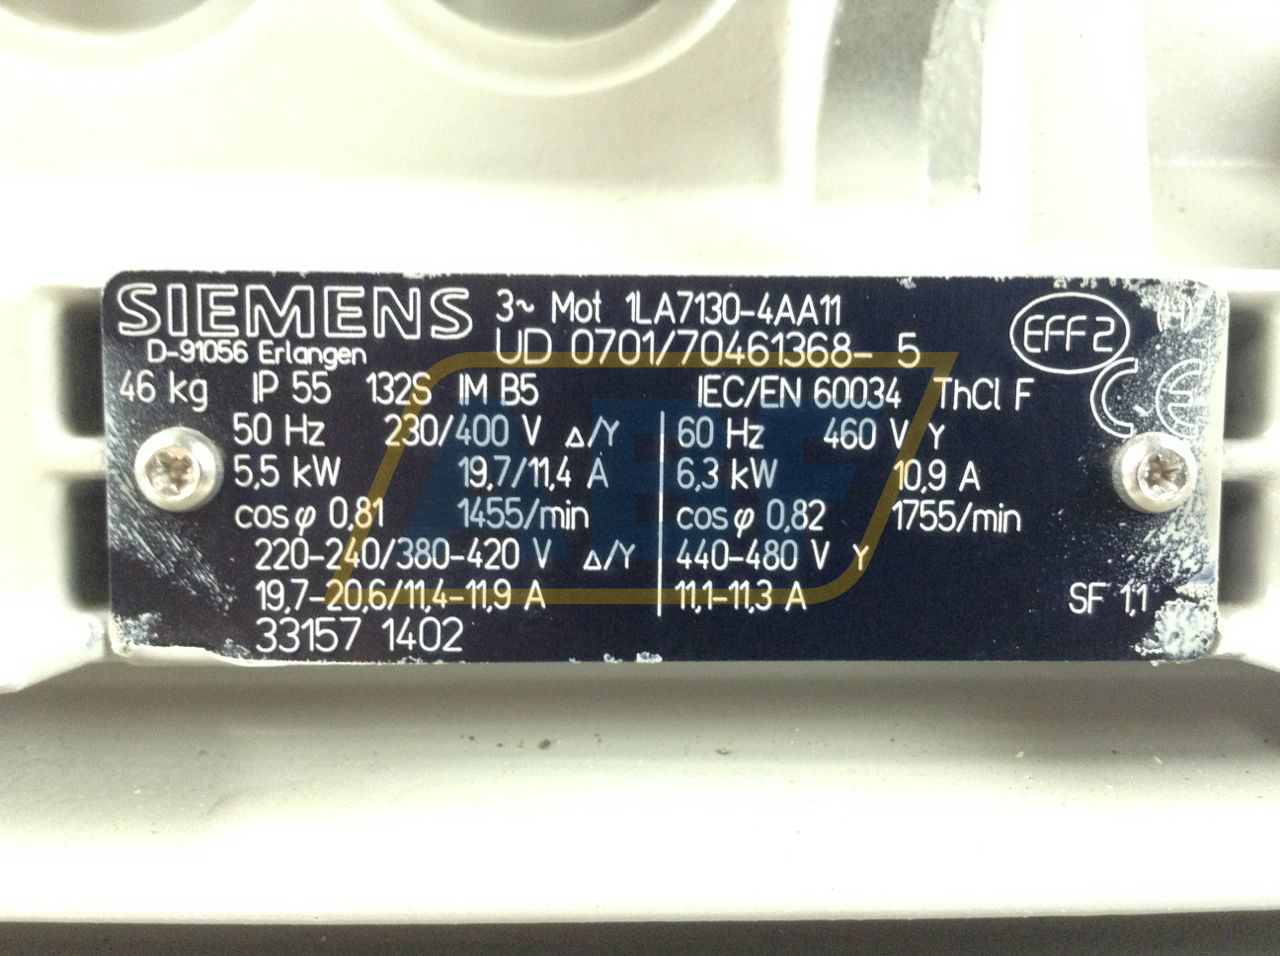 SIEMENS 3~ Mot 1LA7130-4AA11 EFF2 (H)
D-91056 Erlangen UD 0701/70461368- 5 CE
46 kg IP 55 132S IM B5 IEC/EN 60034 ThCl F
50 Hz 230/400 V △/Y 60 Hz 460 V Y
5,5 kW 19,7/11,4 A 6,3 kW 10,9 A
cos φ 0,81 1455/min cos φ 0,82 1755/min
220-240/380-420 V △/Y 440-480 V Y
19,7-20,6/11,4-11,9 A 11,1-11,3 A SF 1,1
33157 1402
AEF